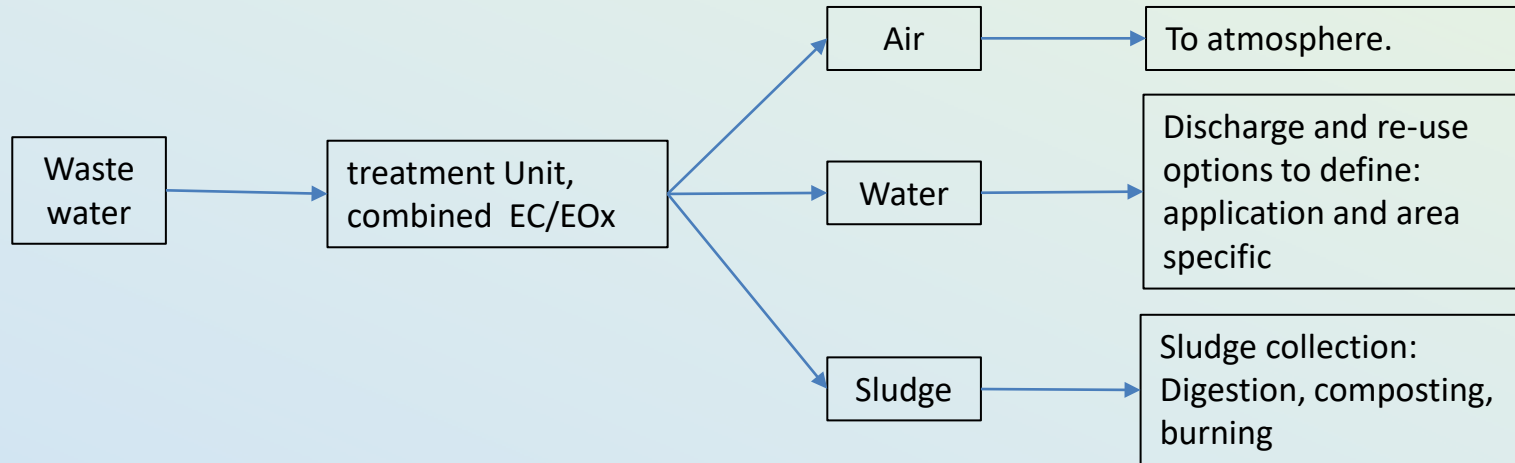 Waste
water
treatment Unit,
combined EC/EOx
Air
To atmosphere.
Water
Discharge and re-use
options to define:
application and area
specific
Sludge
Sludge collection:
Digestion, composting,
burning